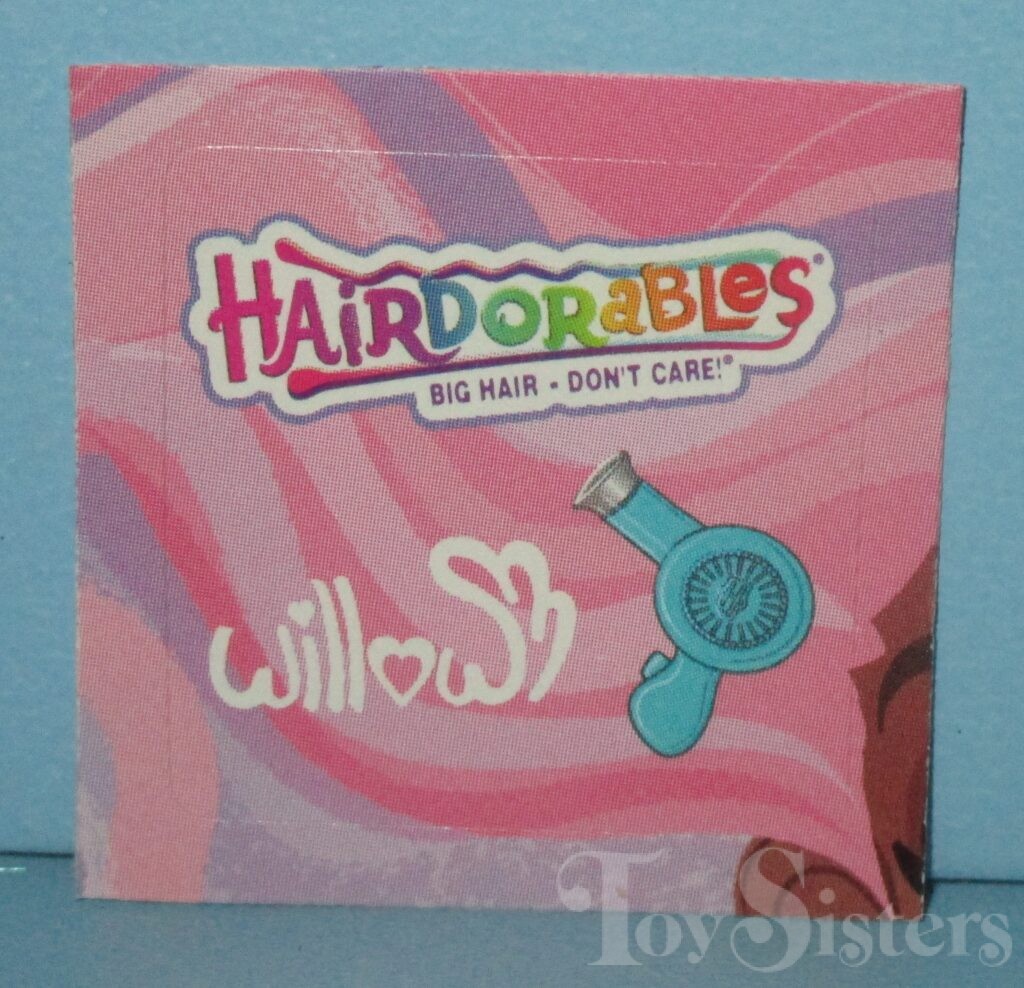 HAiRDORaBLeS®
BIG HAIR - DON'T CARE!®
willow
ToySisters